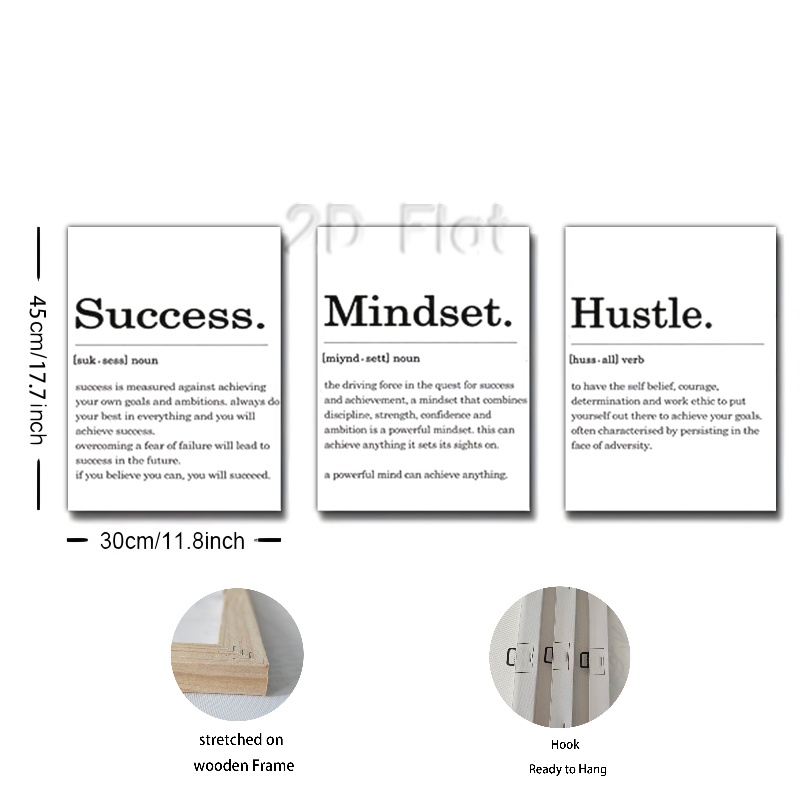 2D Flat
45cm/17.7inch
Success.
[suk·sess] noun
success is measured against achieving
your own goals and ambitions. always do
your best in everything and you will
achieve success.
overcoming a fear of failure will lead to
success in the future.
if you believe you can, you will succeed.
Mindset.
[miynd·sett] noun
the driving force in the quest for success
and achievement, a mindset that combines
discipline, strength, confidence and
ambition is a powerful mindset. this can
achieve anything it sets its sights on.
a powerful mind can achieve anything.
Hustle.
[huss·all] verb
to have the self belief, courage,
determination and work ethic to put
yourself out there to achieve your goals.
often characterised by persisting in the
face of adversity.
30cm/11.8inch
stretched on
wooden Frame
Hook
Ready to Hang